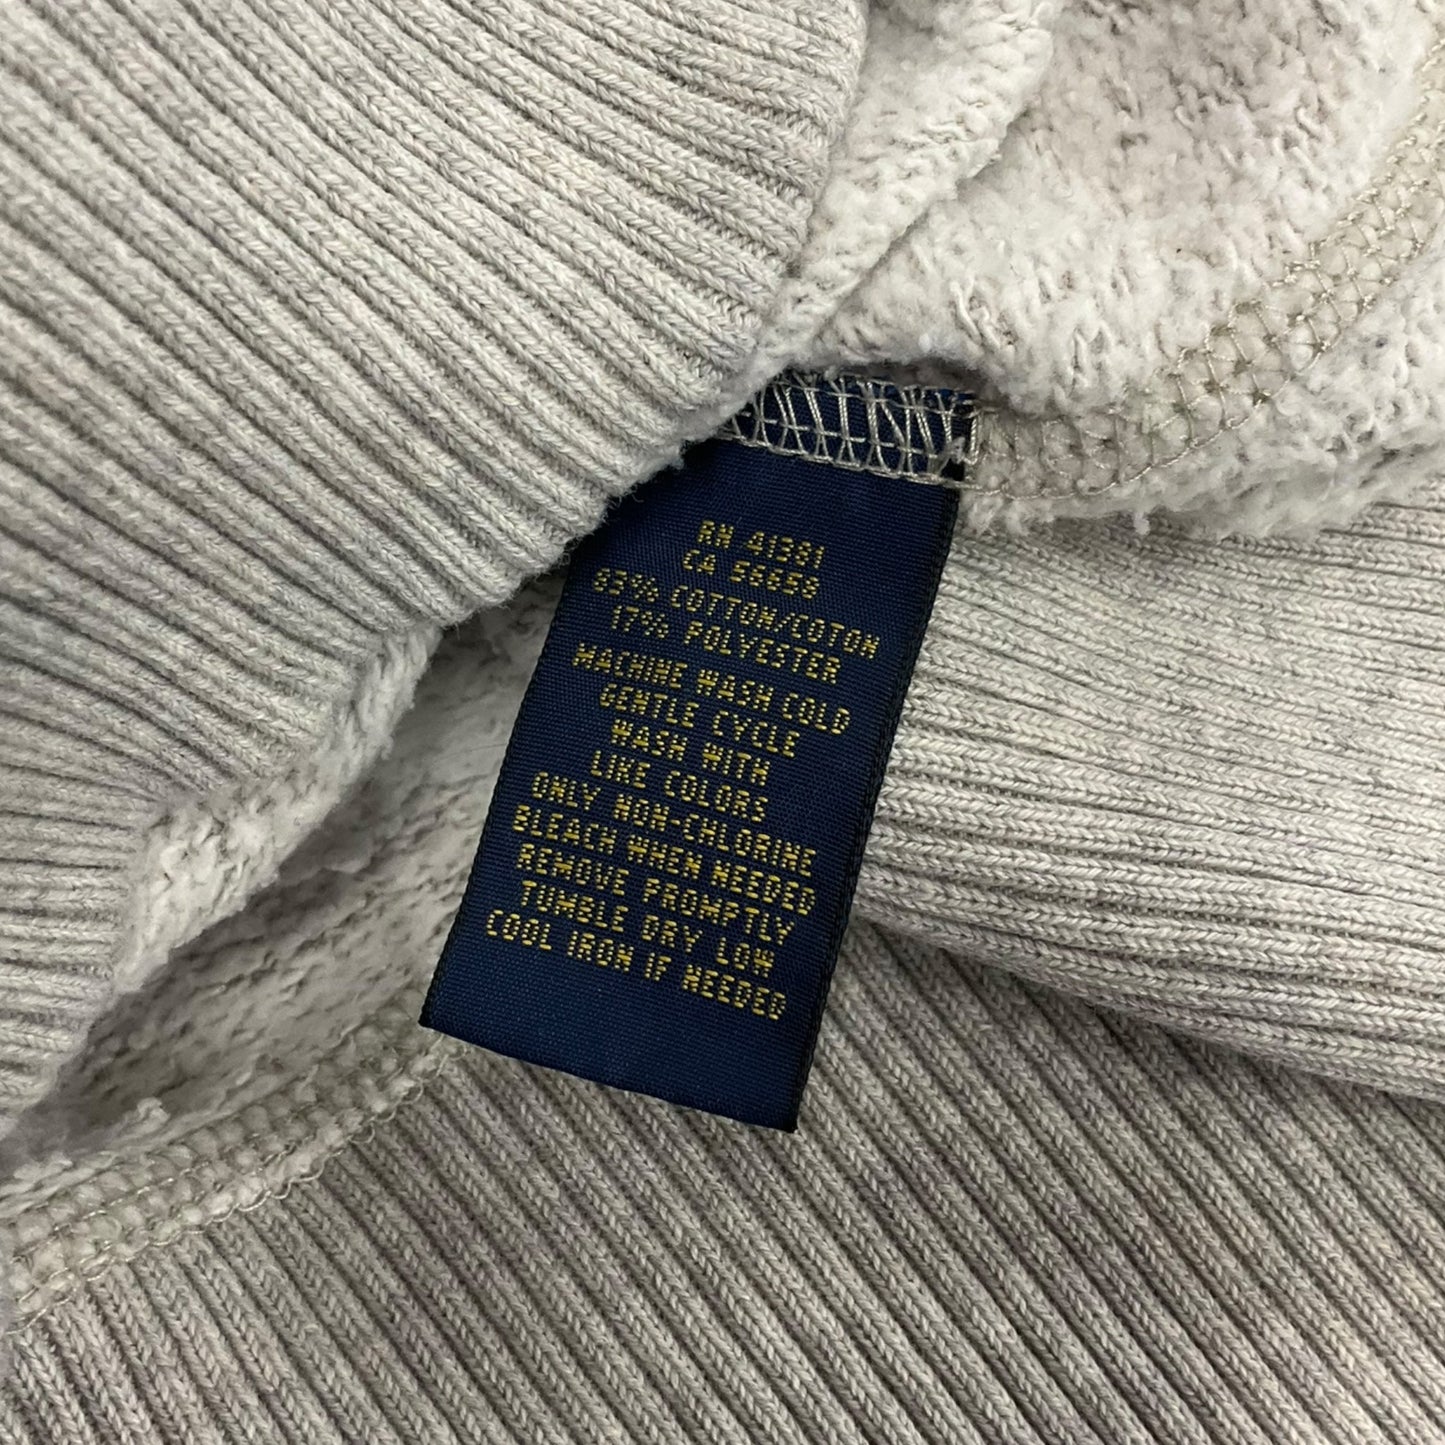 RN 41381
CA 56658
83% COTTON/COTON
17% POLYESTER
MACHINE WASH COLD
GENTLE CYCLE
WASH WITH
LIKE COLORS
ONLY NON-CHLORINE
BLEACH WHEN NEEDED
REMOVE PROMPTLY
TUMBLE DRY LOW
COOL IRON IF NEEDED